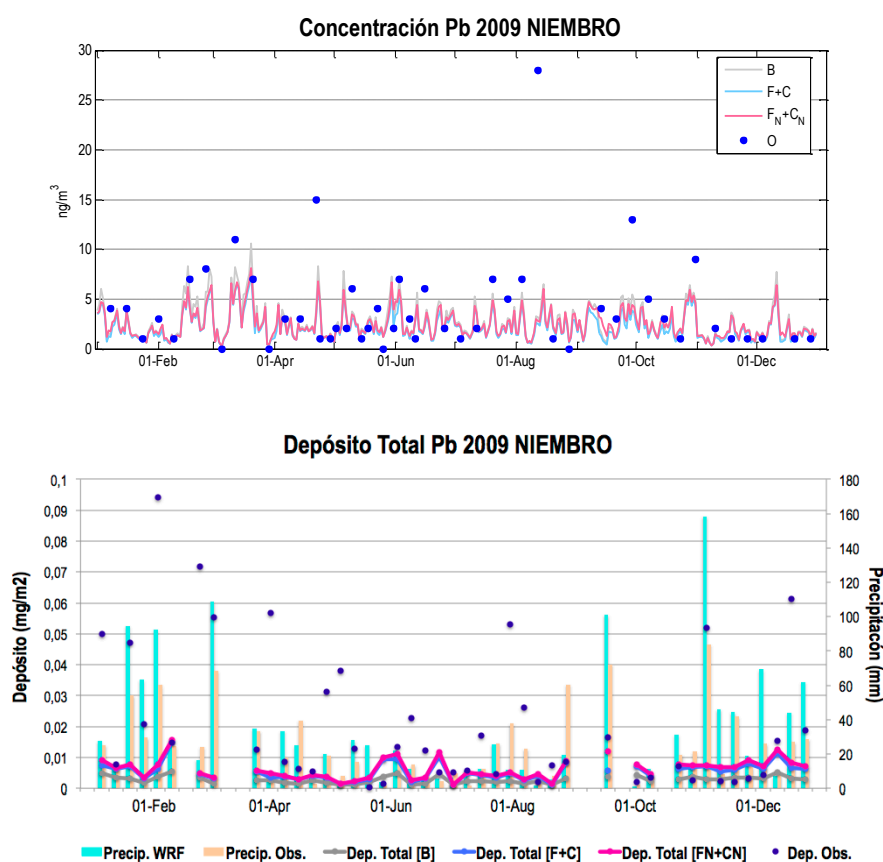 Concentración Pb 2009 NIEMBRO
30
25
20
15
10
5
0
ng/m3
B
F+C
FN+CN
O
01-Feb 01-Apr 01-Jun 01-Aug 01-Oct 01-Dec
Depósito Total Pb 2009 NIEMBRO
0,1
0,09
0,08
0,07
0,06
0,05
0,04
0,03
0,02
0,01
0
Depósito (mg/m2)
180
160
140
120
100
80
60
40
20
0
Precipitacón (mm)
01-Feb 01-Apr 01-Jun 01-Aug 01-Oct 01-Dec
Precip. WRF Precip. Obs. Dep. Total [B] Dep. Total [F+C] Dep. Total [FN+CN] Dep. Obs.